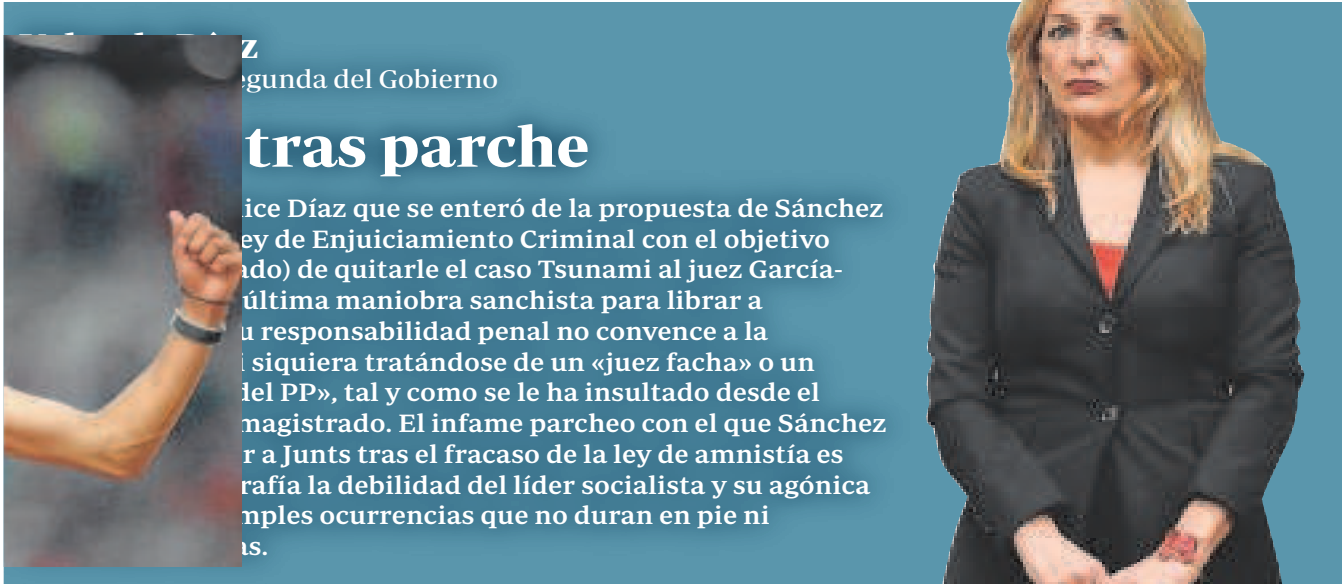 z
egunda del Gobierno
tras parche
ice Díaz que se enteró de la propuesta de Sánchez
ey de Enjuiciamiento Criminal con el objetivo
ado) de quitarle el caso Tsunami al juez García-
última maniobra sanchista para librar a
u responsabilidad penal no convence a la
i siquiera tratándose de un «juez facha» o un
del PP», tal y como se le ha insultado desde el
magistrado. El infame parcheo con el que Sánchez
r a Junts tras el fracaso de la ley de amnistía es
rafía la debilidad del líder socialista y su agónica
mples ocurrencias que no duran en pie ni
as.